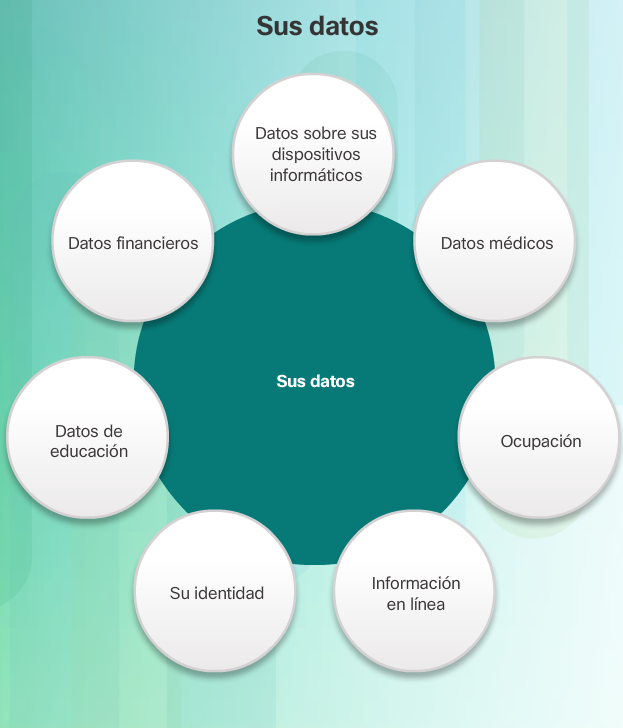 Sus datos
Datos sobre sus
dispositivos
informáticos
Datos financieros
Datos médicos
Sus datos
Datos de
educación
Ocupación
Su identidad
Información
en línea